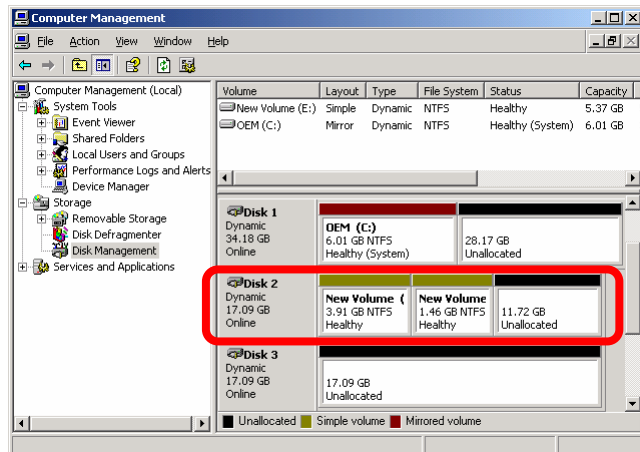 Computer Management
File Action View Window Help
Computer Management (Local)
System Tools
Event Viewer
Shared Folders
Local Users and Groups
Performance Logs and Alerts
Device Manager
Storage
Removable Storage
Disk Defragmenter
Disk Management
Services and Applications
Volume Layout Type File System Status Capacity
New Volume (E:) Simple Dynamic NTFS Healthy 5.37 GB
OEM (C:) Mirror Dynamic NTFS Healthy (System) 6.01 GB
Disk 1
Dynamic
34.18 GB
Online
OEM (C:)
6.01 GB NTFS
Healthy (System)
28.17 GB
Unallocated
Disk 2
Dynamic
17.09 GB
Online
New Volume (
3.91 GB NTFS
Healthy
New Volume
1.46 GB NTFS
Healthy
11.72 GB
Unallocated
Disk 3
Dynamic
17.09 GB
Online
17.09 GB
Unallocated
Unallocated Simple volume Mirrored volume